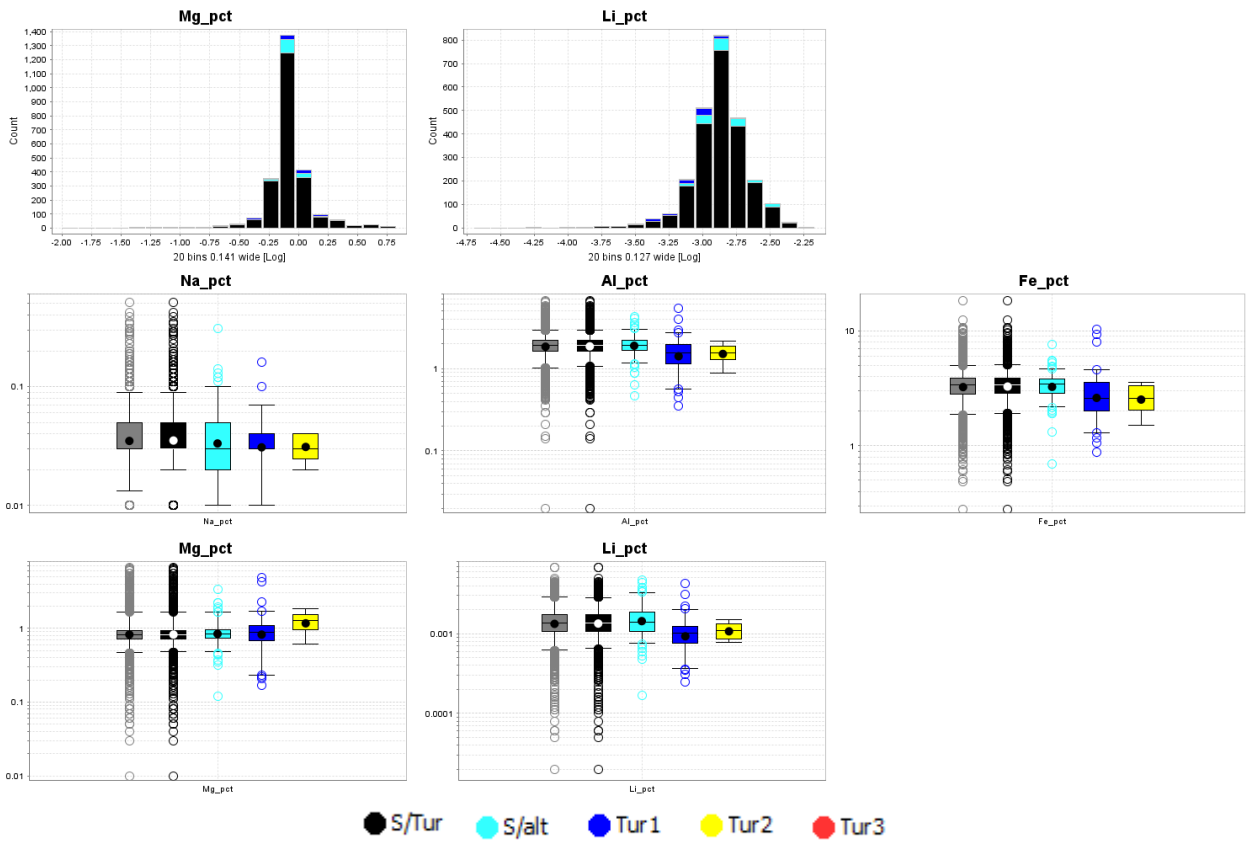 Mg_pct
Li_pct
1,400
1,300
1,200
1,100
1,000
900
800
700
600
500
400
300
200
100
0
Count
-2.00 -1.75 -1.50 -1.25 -1.00 -0.75 -0.50 -0.25 0.00 0.25 0.50 0.75
20 bins 0.141 wide [Log]
800
700
600
500
400
300
200
100
0
Count
-4.75 -4.50 -4.25 -4.00 -3.75 -3.50 -3.25 -3.00 -2.75 -2.50 -2.25
20 bins 0.127 wide [Log]
Na_pct
Al_pct
Fe_pct
0.1
0.01
Na_pct
1
0.1
Al_pct
10
1
Fe_pct
Mg_pct
Li_pct
1
0.1
0.01
Mg_pct
0.001
0.0001
Li_pct
S/Tur S/alt Tur1 Tur2 Tur3